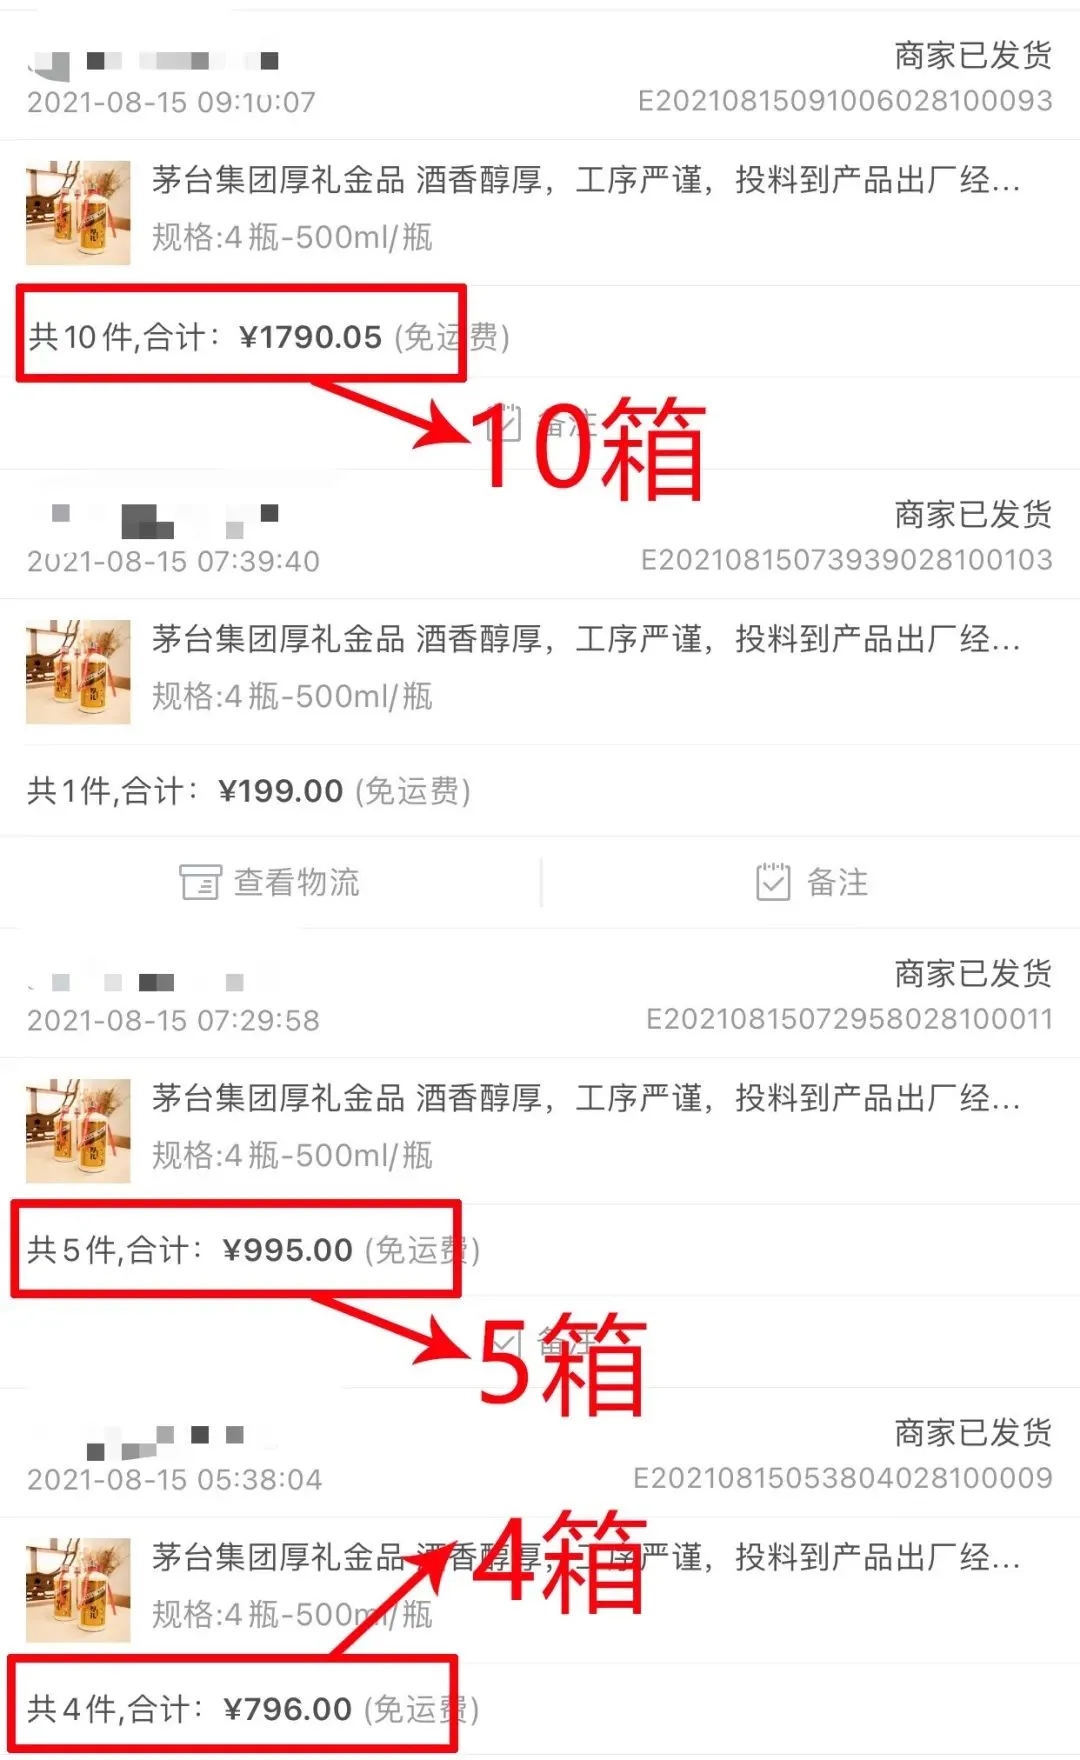 商家已发货
2021-08-15 09:10:07
E20210815091006028100093
茅台集团厚礼金品 酒香醇厚，工序严谨，投料到产品出厂经...
规格:4瓶-500ml/瓶
共10件,合计：¥1790.05 (免运费)
备注
10箱
商家已发货
2021-08-15 07:39:40
E20210815073939028100103
茅台集团厚礼金品 酒香醇厚，工序严谨，投料到产品出厂经...
规格:4瓶-500ml/瓶
共1件,合计：¥199.00 (免运费)
查看物流
备注
商家已发货
2021-08-15 07:29:58
E20210815072958028100011
茅台集团厚礼金品 酒香醇厚，工序严谨，投料到产品出厂经...
规格:4瓶-500ml/瓶
共5件,合计：¥995.00 (免运费)
备注
5箱
商家已发货
2021-08-15 05:38:04
E20210815053804028100009
茅台集团厚礼金品 酒香醇厚，工序严谨，投料到产品出厂经...
4箱
规格:4瓶-500ml/瓶
共4件,合计：¥796.00 (免运费)